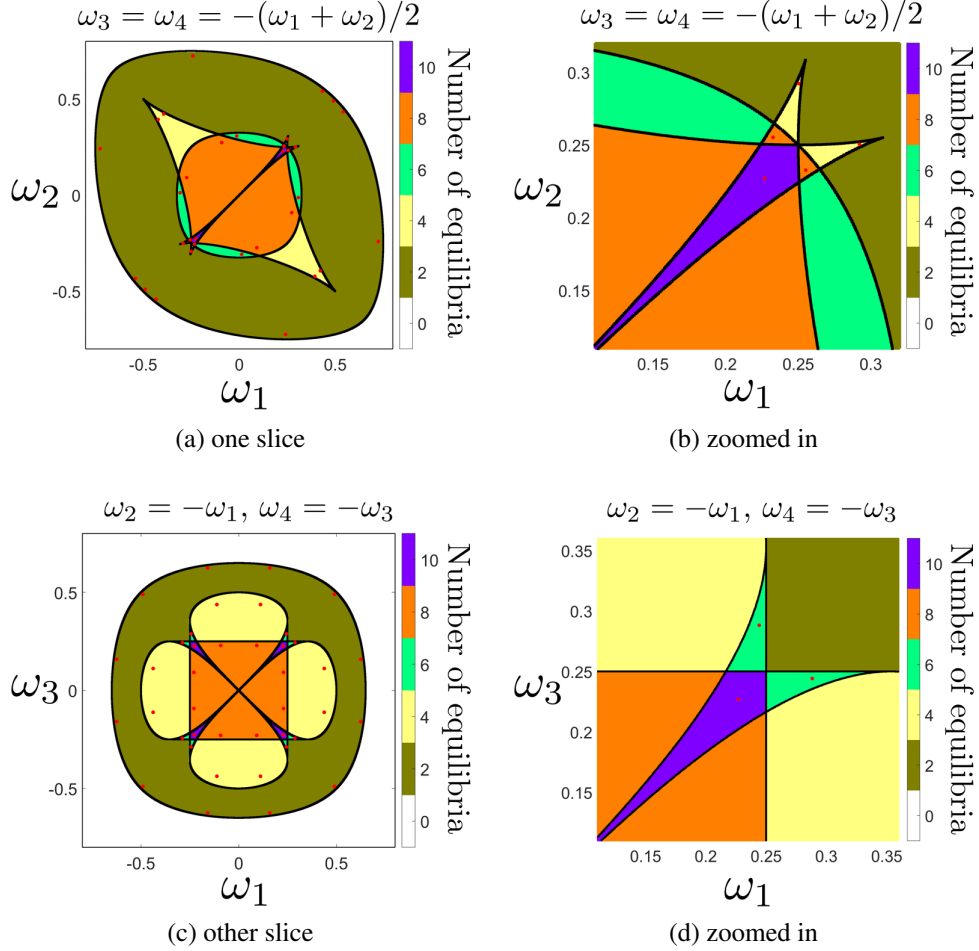 ω₃ = ω₄ = −(ω₁ + ω₂)/2
ω₂
0.5
0
-0.5
-0.5
0
0.5
ω₁
10
8
6
4
2
0
Number of equilibria
(a) one slice
ω₃ = ω₄ = −(ω₁ + ω₂)/2
ω₂
0.3
0.25
0.2
0.15
0.15
0.2
0.25
0.3
ω₁
10
8
6
4
2
0
Number of equilibria
(b) zoomed in
ω₂ = −ω₁, ω₄ = −ω₃
ω₃
0.5
0
-0.5
-0.5
0
0.5
ω₁
10
8
6
4
2
0
Number of equilibria
(c) other slice
ω₂ = −ω₁, ω₄ = −ω₃
ω₃
0.35
0.3
0.25
0.2
0.15
0.15
0.2
0.25
0.3
0.35
ω₁
10
8
6
4
2
0
Number of equilibria
(d) zoomed in